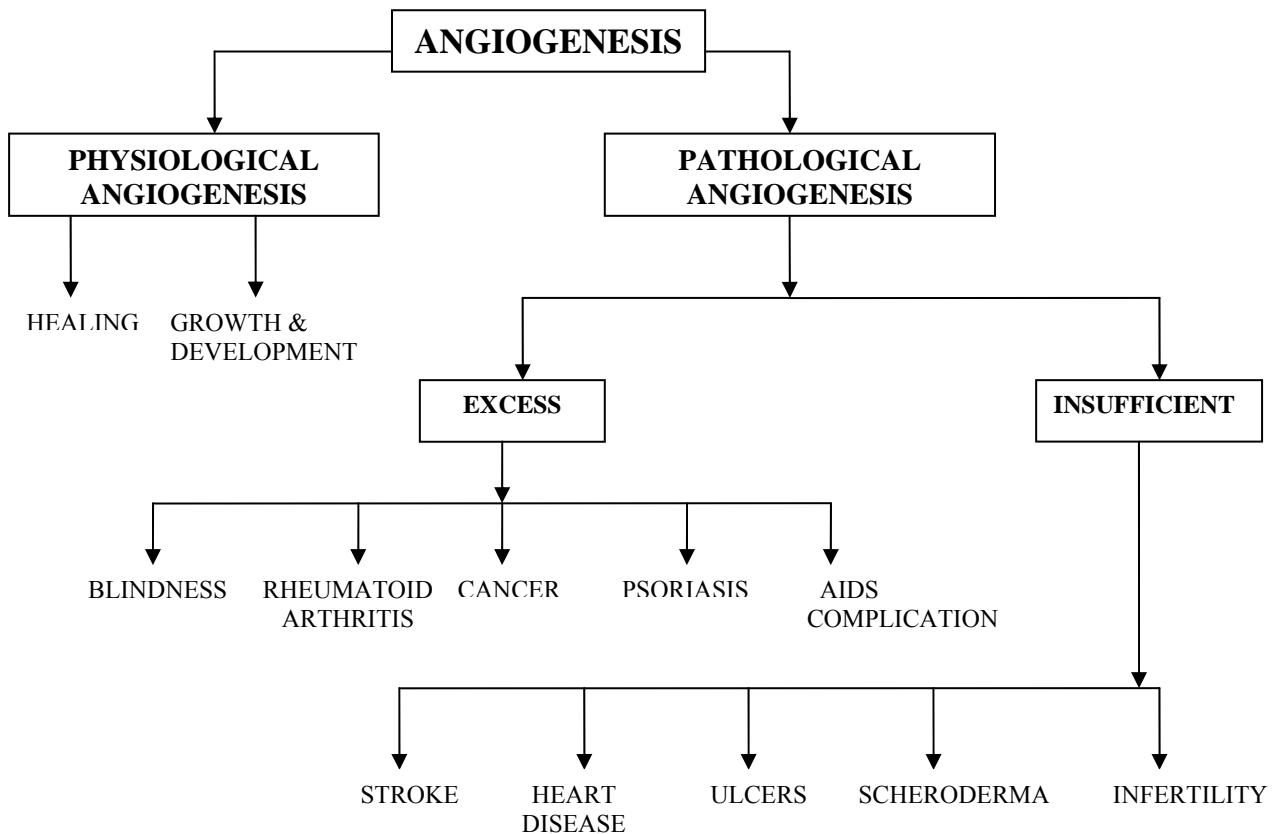 ANGIOGENESIS
PHYSIOLOGICAL
ANGIOGENESIS
PATHOLOGICAL
ANGIOGENESIS
HEALING
GROWTH &
DEVELOPMENT
EXCESS
INSUFFICIENT
BLINDNESS
RHEUMATOID
ARTHRITIS
CANCER
PSORIASIS
AIDS
COMPLICATION
STROKE
HEART
DISEASE
ULCERS
SCHERODERMA
INFERTILITY